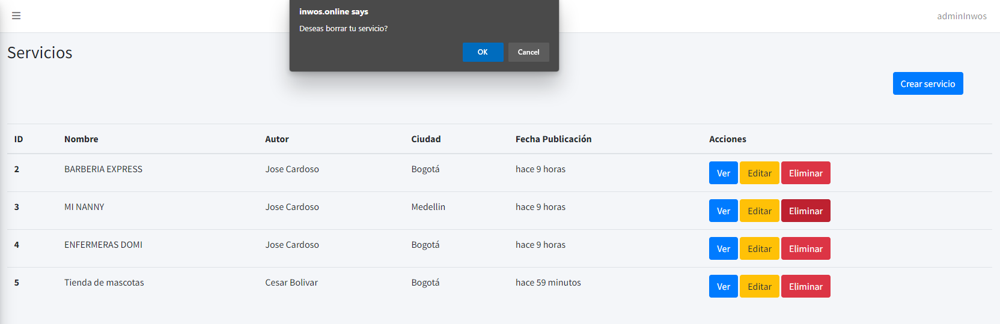 inwos.online says
Deseas borrar tu servicio?
OK Cancel
adminInwos
Servicios
Crear servicio
ID Nombre Autor Ciudad Fecha Publicación Acciones
2 BARBERIA EXPRESS Jose Cardoso Bogotá hace 9 horas Ver Editar Eliminar
3 MI NANNY Jose Cardoso Medellin hace 9 horas Ver Editar Eliminar
4 ENFERMERAS DOMI Jose Cardoso Bogotá hace 9 horas Ver Editar Eliminar
5 Tienda de mascotas Cesar Bolivar Bogotá hace 59 minutos Ver Editar Eliminar